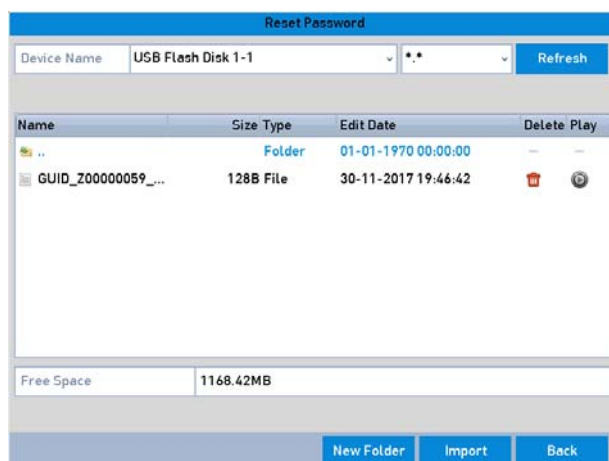 Reset Password
Device Name USB Flash Disk 1-1 *.* Refresh
Name Size Type Edit Date Delete Play
.. Folder 01-01-1970 00:00:00 — —
GUID_Z00000059_... 128B File 30-11-2017 19:46:42
Free Space 1168.42MB
New Folder Import Back